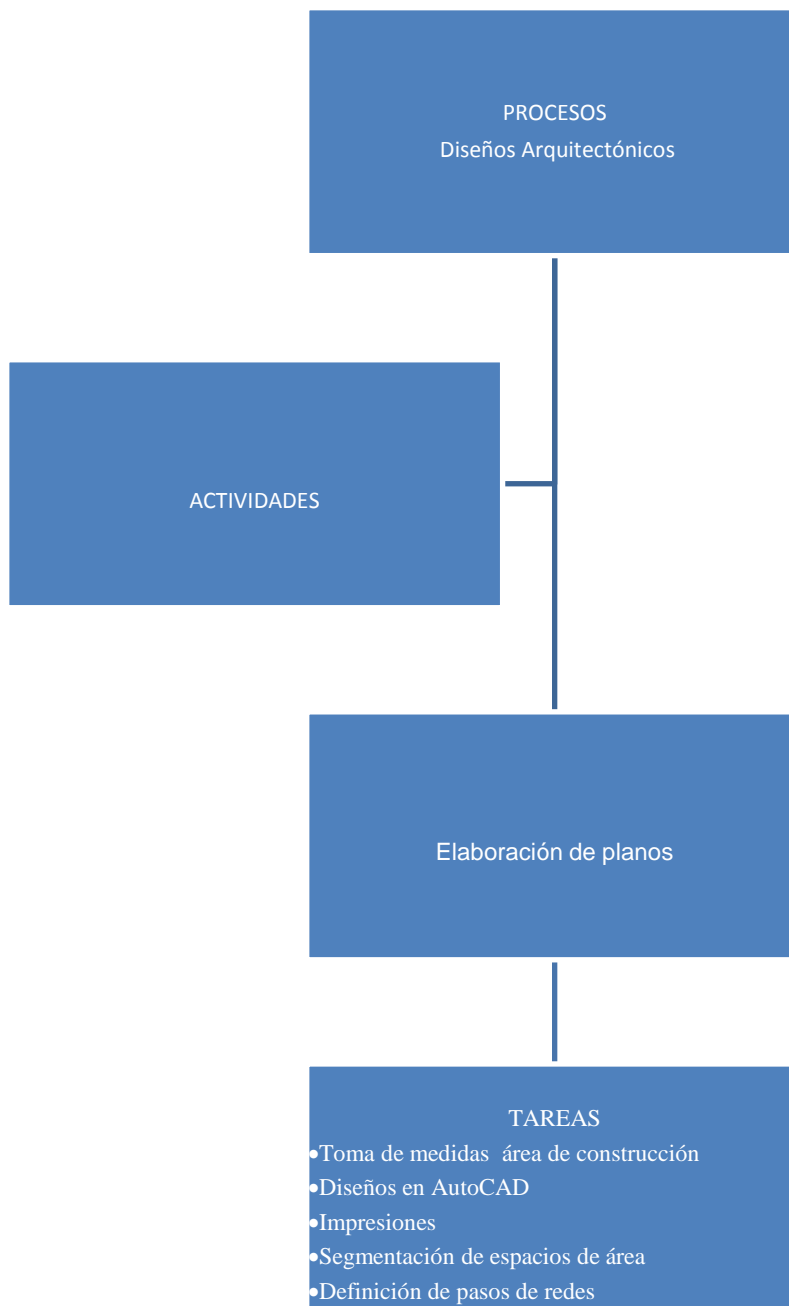 PROCESOS
Diseños Arquitectónicos
ACTIVIDADES
Elaboración de planos
TAREAS
•Toma de medidas  área de construcción
•Diseños en AutoCAD
•Impresiones
•Segmentación de espacios de área
•Definición de pasos de redes